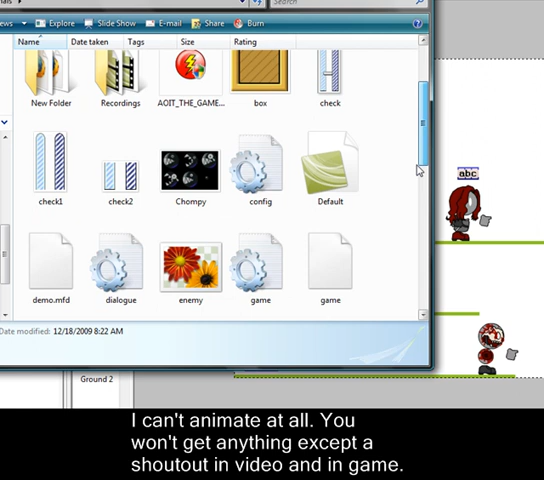 Search
Views Explore Slide Show E-mail Share Burn
Name Date taken Tags Size Rating
New Folder Recordings AOIT_THE_GAME... box check
abc
check1 check2 Chompy config Default
demo.mfd dialogue enemy game game
Date modified: 12/18/2009 8:22 AM
Ground 2
I can't animate at all. You
won't get anything except a
shoutout in video and in game.